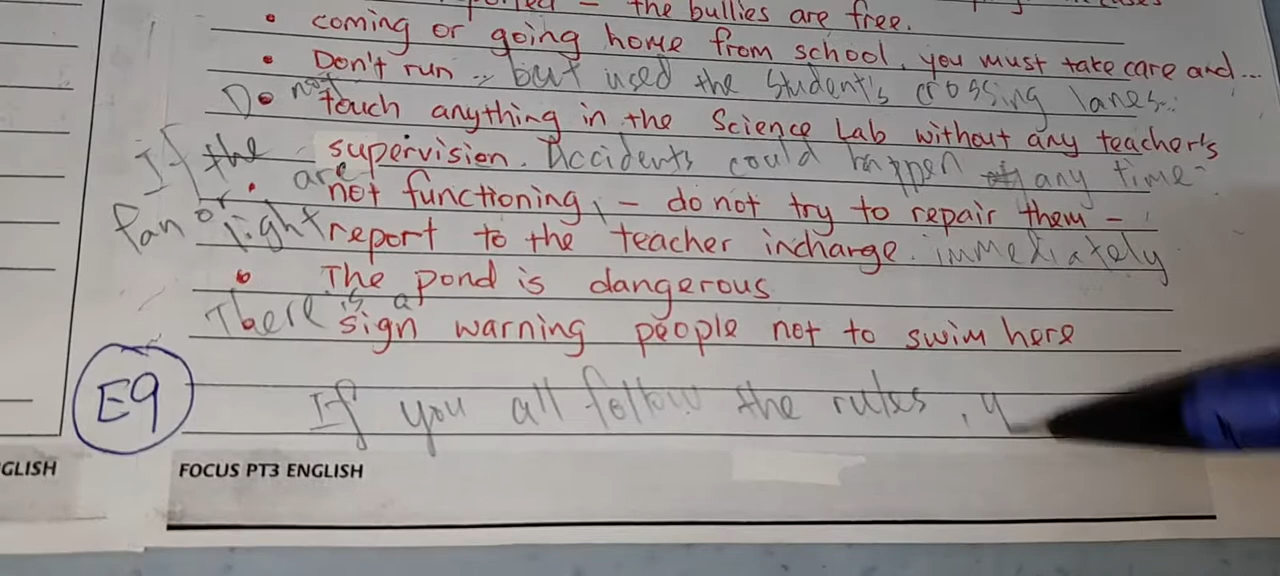 the bullies are free.
• coming or going home from school, you must take care and...
• Don't run but used the student's crossing lanes.
Do not touch anything in the Science Lab without any teacher's
supervision. Accidents could happen any time
If the fan or light are not functioning, - do not try to repair them -
report to the teacher incharge. immediately
• The pond is dangerous
There is a sign warning people not to swim here
E9
If you all follow the rules, y
GLISH
FOCUS PT3 ENGLISH